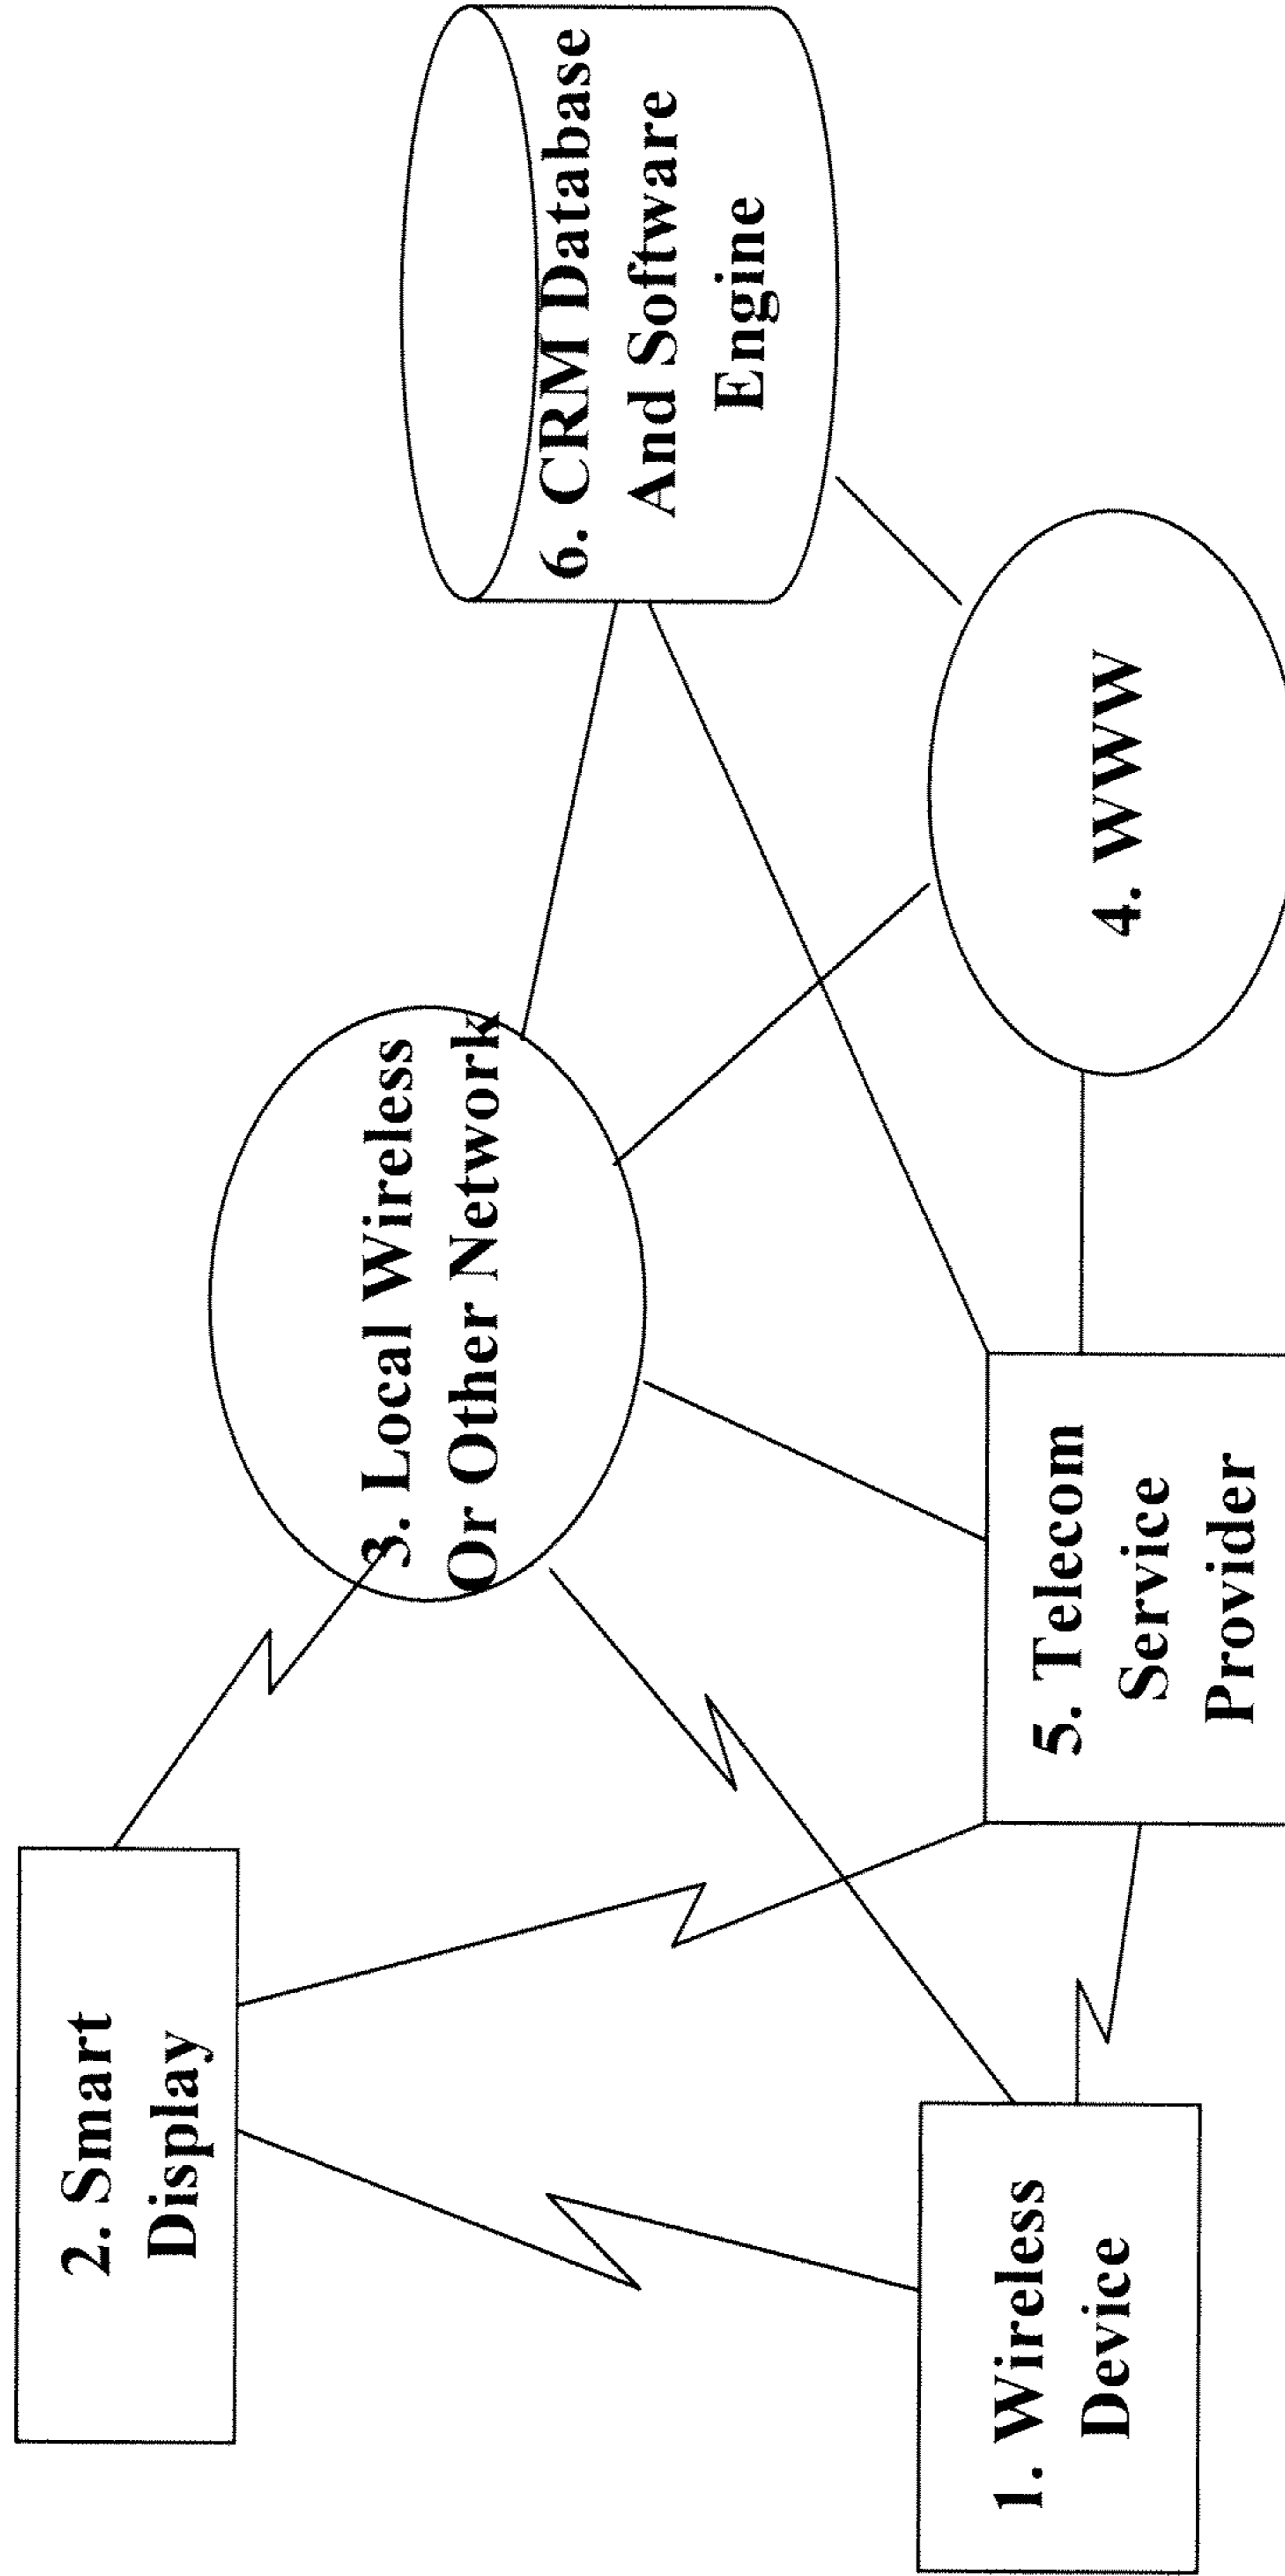 2. Smart
Display
3. Local Wireless
Or Other Network
6. CRM Database
And Software
Engine
1. Wireless
Device
5. Telecom
Service
Provider
4. WWW